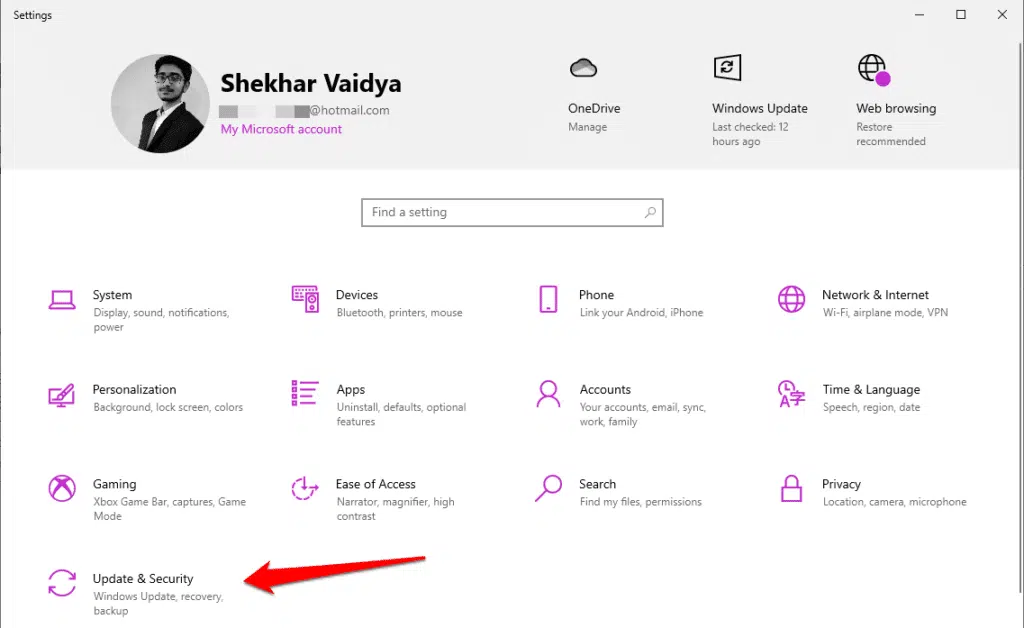 Settings
Shekhar Vaidya
@hotmail.com
My Microsoft account
OneDrive
Manage
Windows Update
Last checked: 12
hours ago
Web browsing
Restore
recommended
Find a setting
System
Display, sound, notifications,
power
Devices
Bluetooth, printers, mouse
Phone
Link your Android, iPhone
Network & Internet
Wi-Fi, airplane mode, VPN
Personalization
Background, lock screen, colors
Apps
Uninstall, defaults, optional
features
Accounts
Your accounts, email, sync,
work, family
Time & Language
Speech, region, date
Gaming
Xbox Game Bar, captures, Game
Mode
Ease of Access
Narrator, magnifier, high
contrast
Search
Find my files, permissions
Privacy
Location, camera, microphone
Update & Security
Windows Update, recovery,
backup